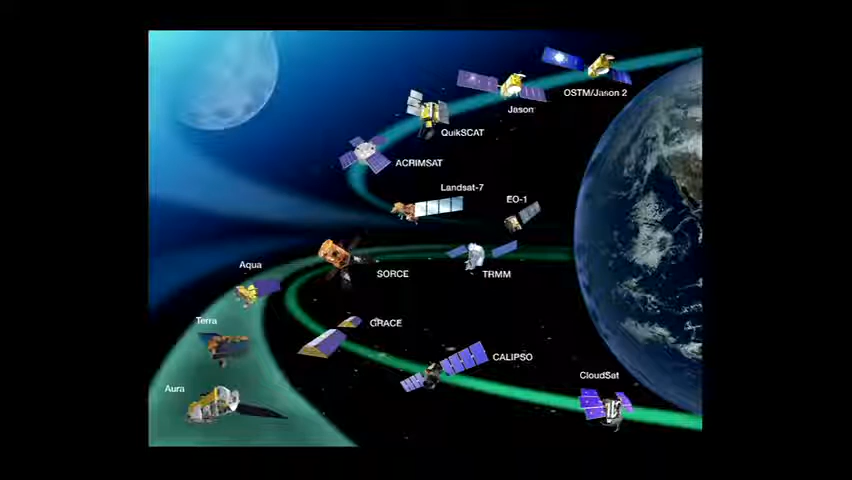 OSTM/Jason 2
Jason
QuikSCAT
ACRIMSAT
Landsat-7
EO-1
Aqua
SORCE
TRMM
Terra
GRACE
CALIPSO
CloudSat
Aura